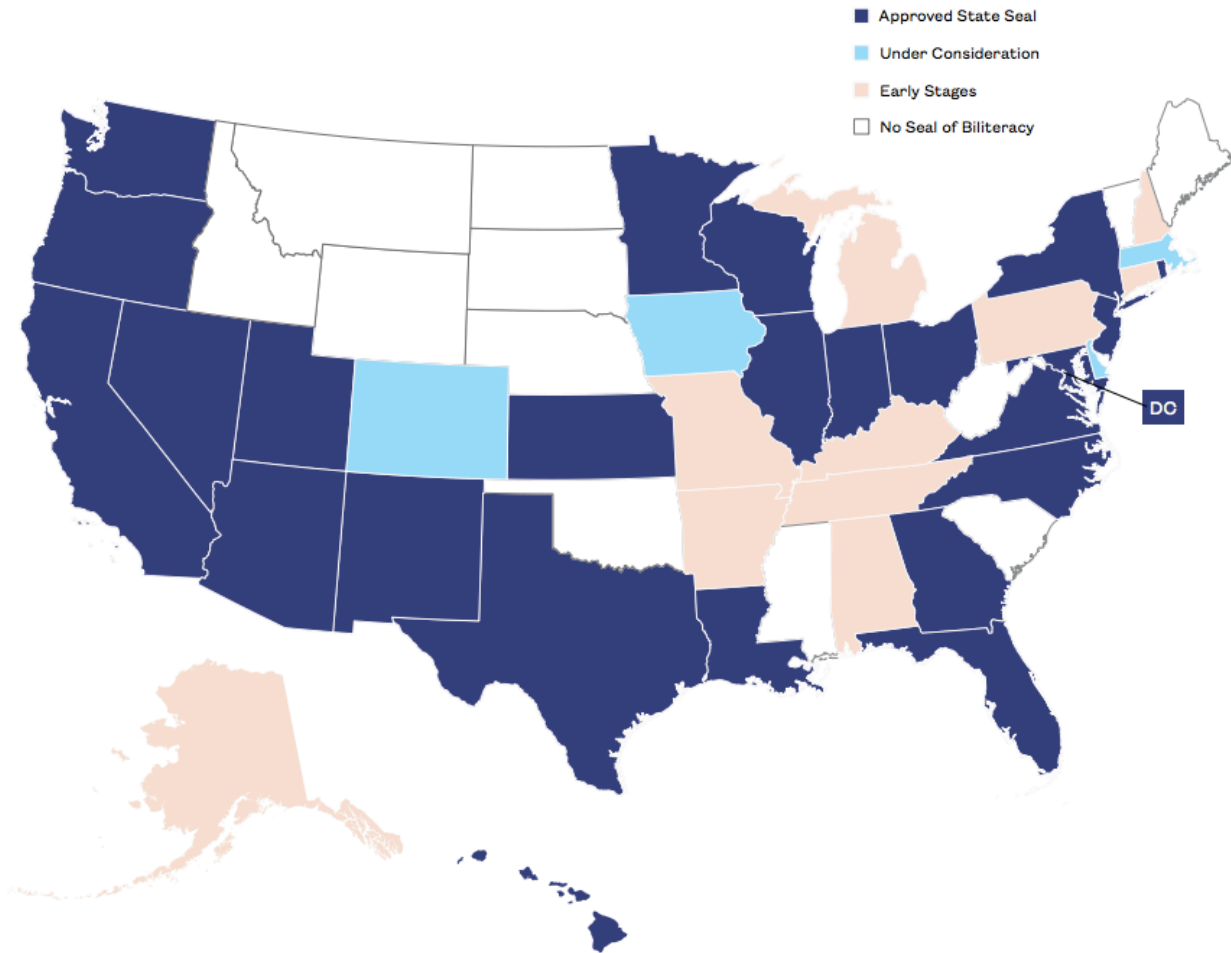 Approved State Seal
Under Consideration
Early Stages
No Seal of Biliteracy
DC